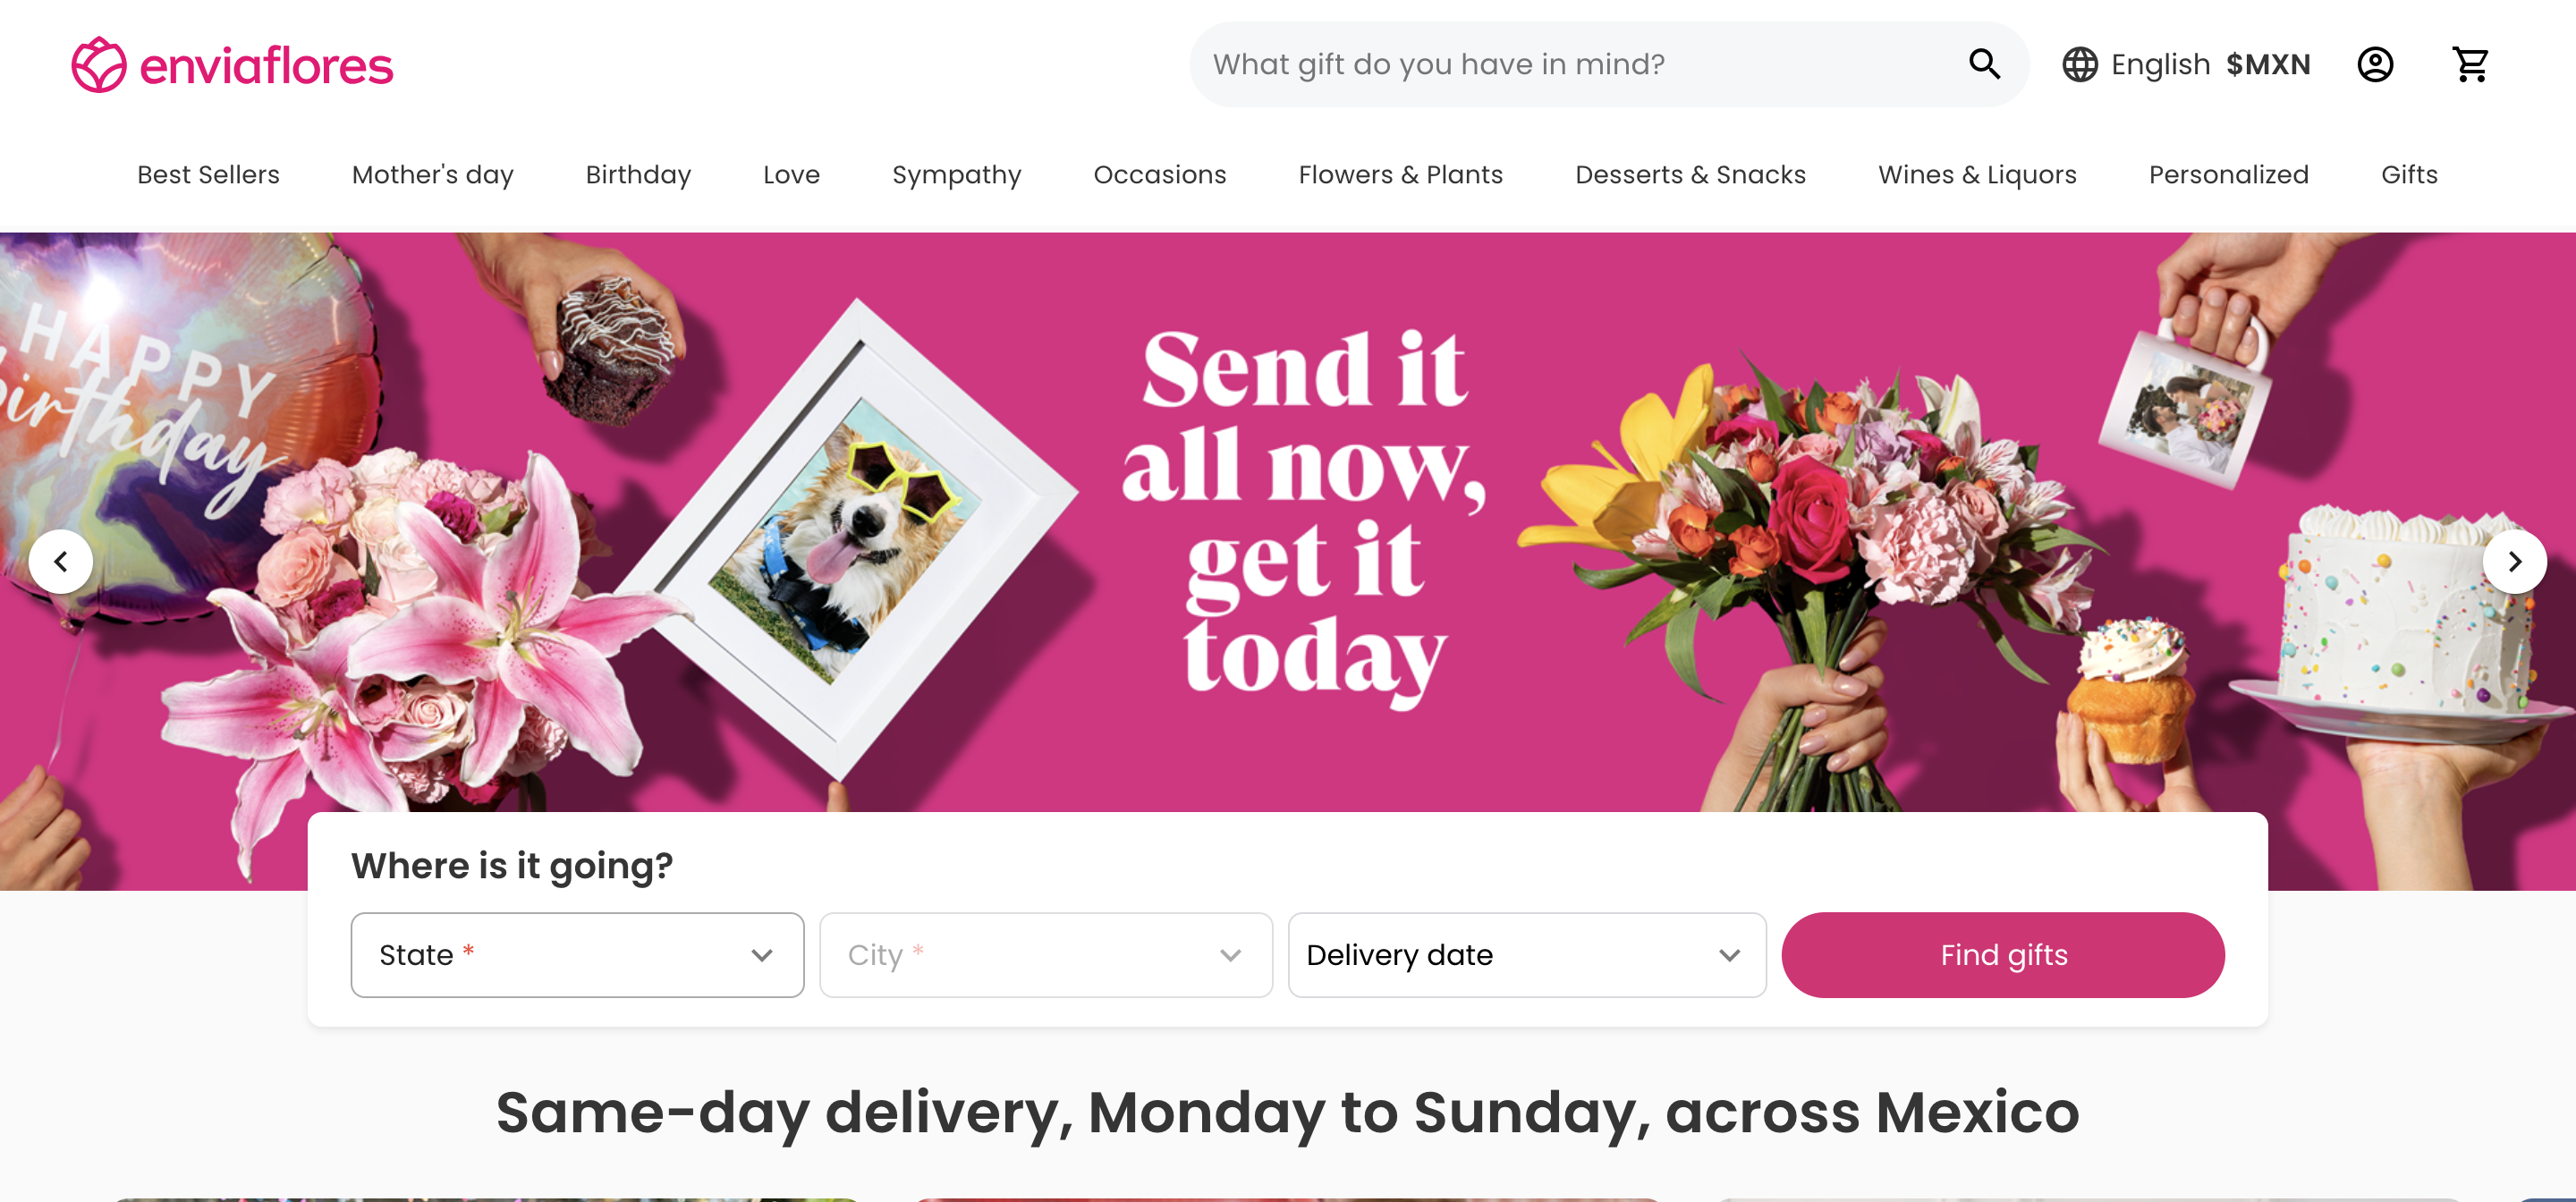 enviaflores
What gift do you have in mind?
English $MXN
Best Sellers
Mother's day
Birthday
Love
Sympathy
Occasions
Flowers & Plants
Desserts & Snacks
Wines & Liquors
Personalized
Gifts
HAPPY
birthday
Send it
all now,
get it
today
Where is it going?
State *
City *
Delivery date
Find gifts
Same-day delivery, Monday to Sunday, across Mexico